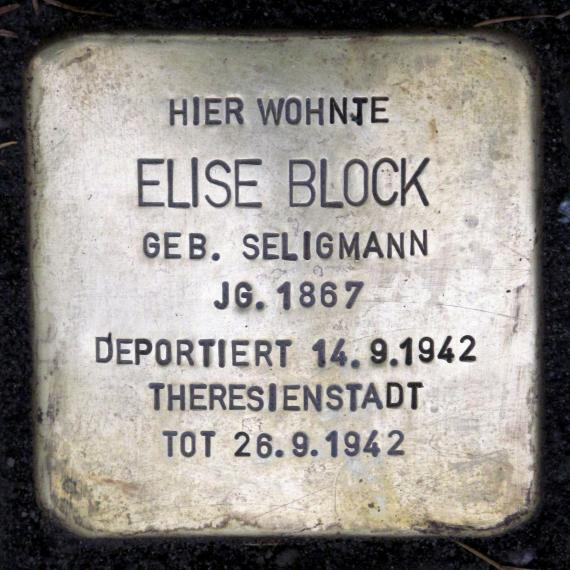 HIER WOHNTE
ELISE BLOCK
GEB. SELIGMANN
JG. 1867
DEPORTIERT 14.9.1942
THERESIENSTADT
TOT 26.9.1942